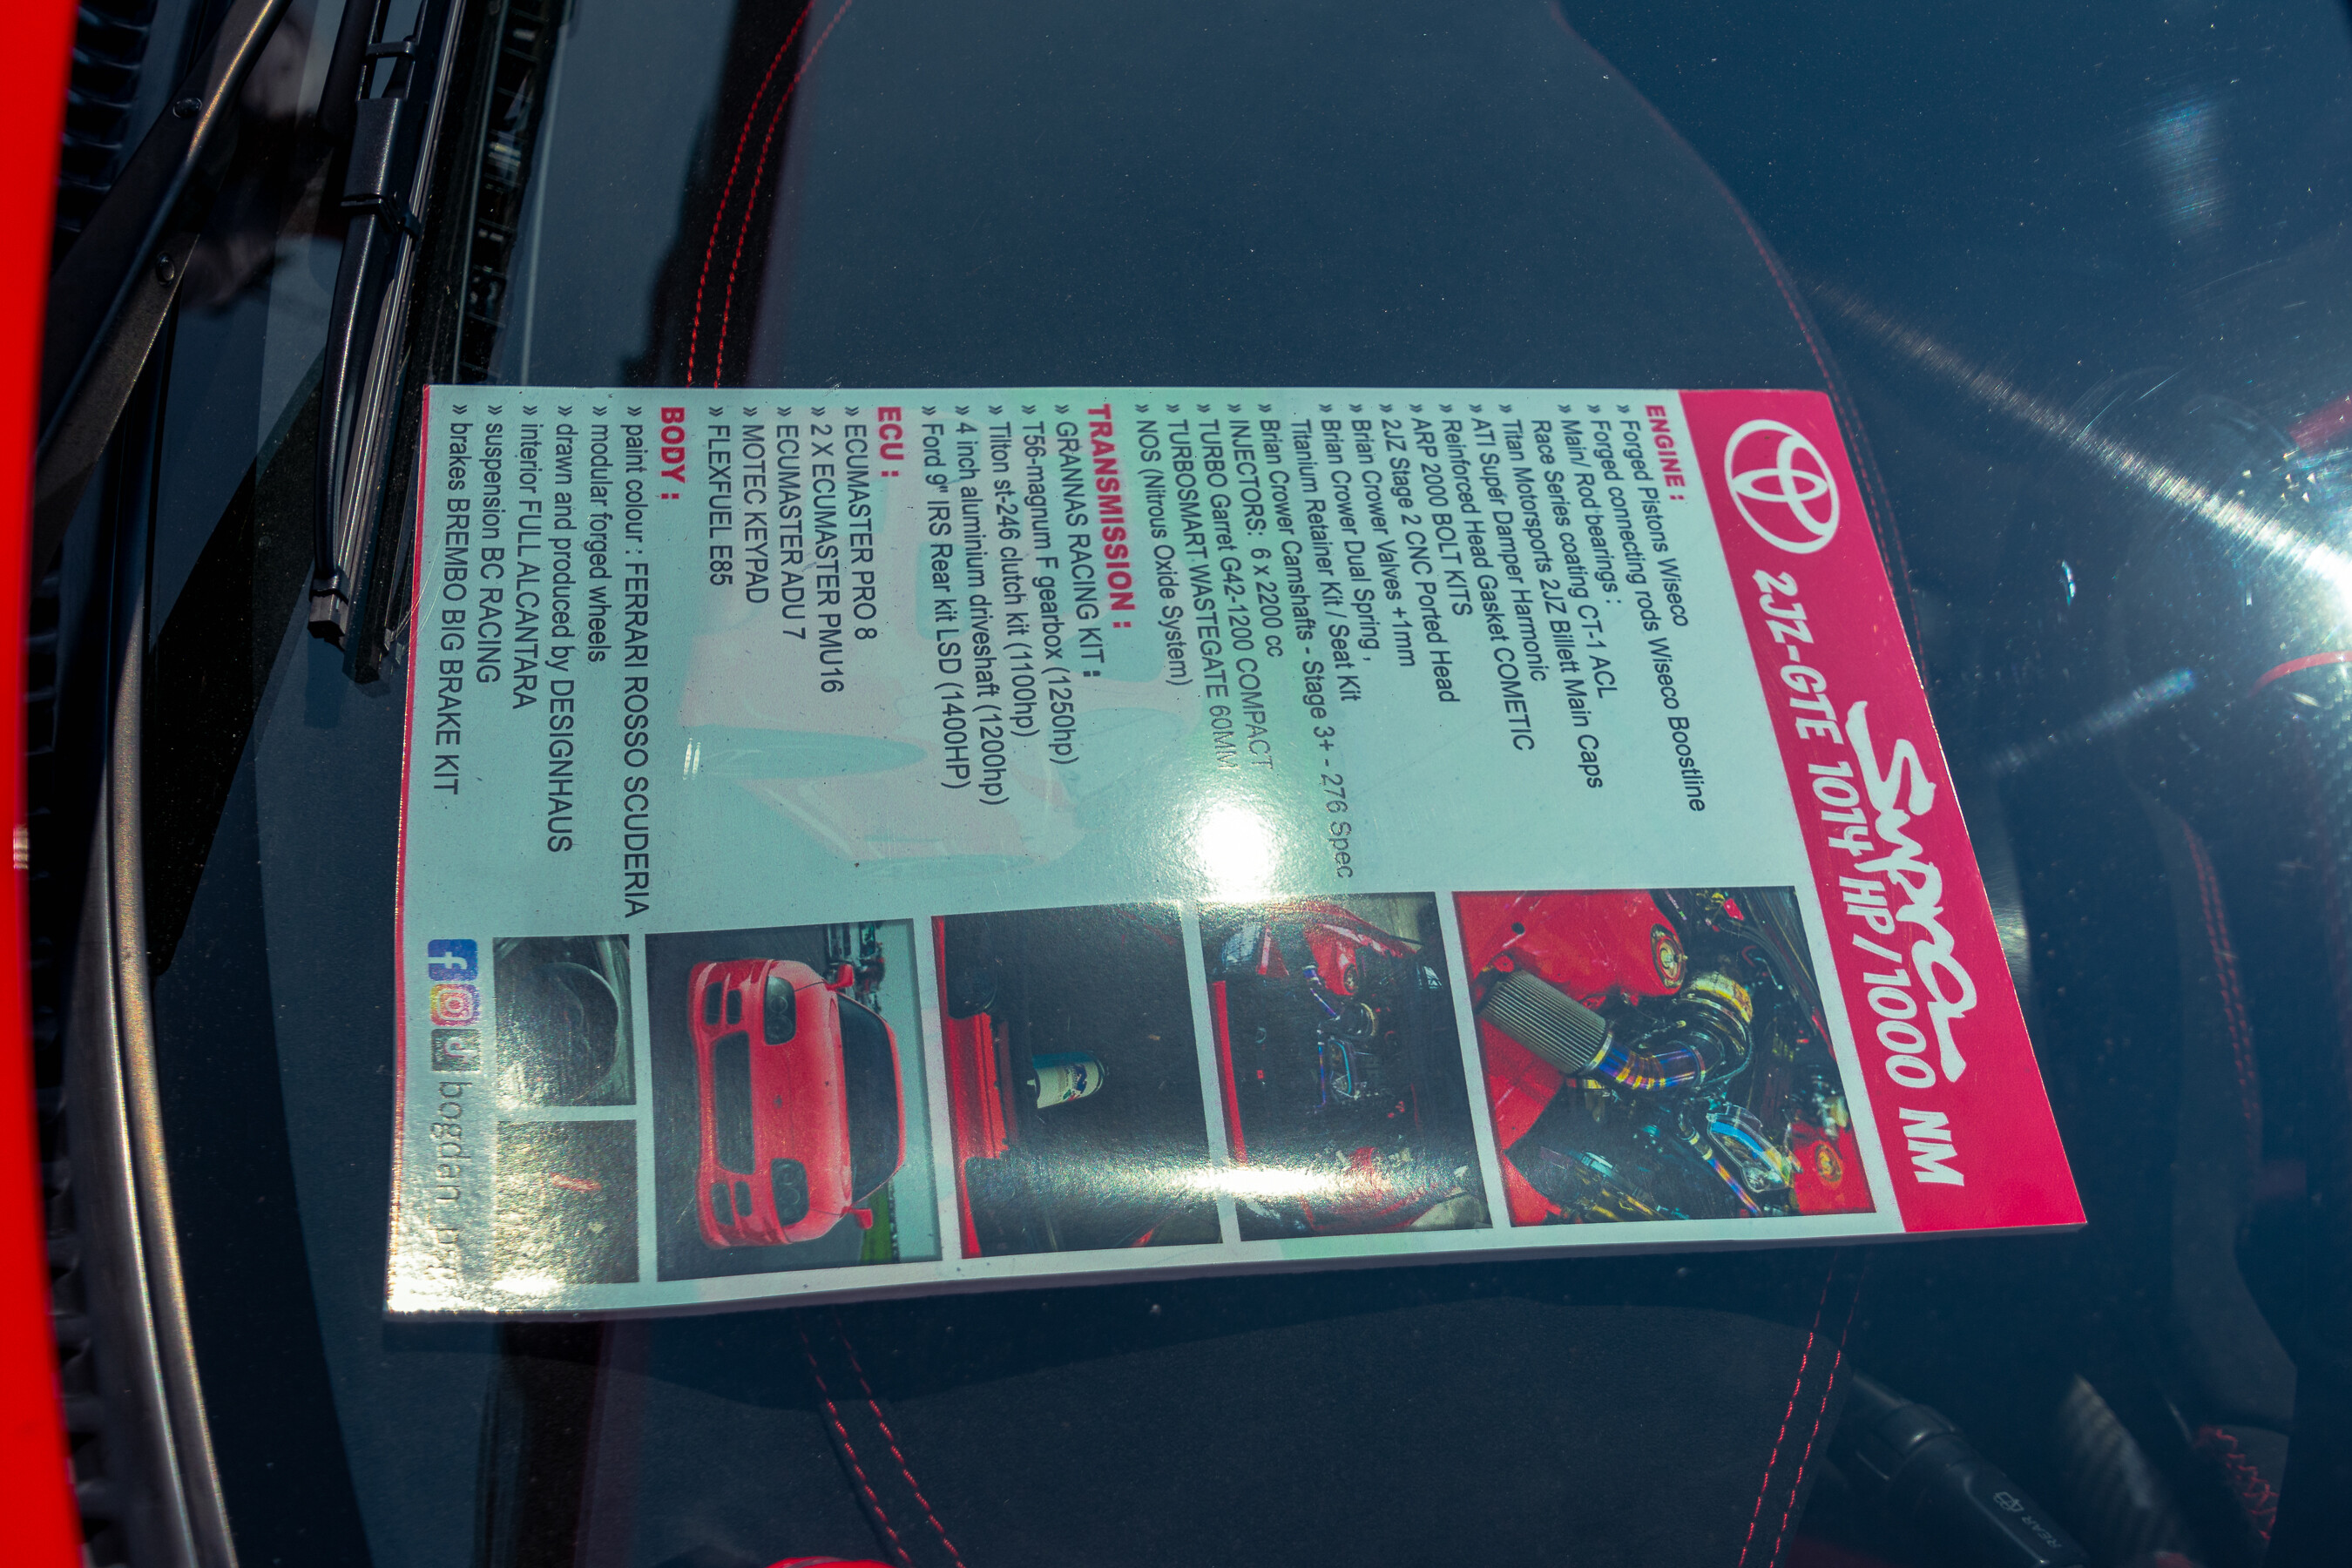 Supra
2JZ-GTE 1014 HP/1000 NM
ENGINE :
» Forged Pistons Wiseco
» Forged connecting rods Wiseco Boostline
» Main/ Rod bearings :
Race Series coating CT-1 ACL
» Titan Motorsports 2JZ Billett Main Caps
» ATI Super Damper Harmonic
» Reinforced Head Gasket COMETIC
» ARP 2000 BOLT KITS
» 2JZ Stage 2 CNC Ported Head
» Brian Crower Valves +1mm
» Brian Crower Dual Spring ,
Titanium Retainer Kit / Seat Kit
» Brian Crower Camshafts - Stage 3+ - 276 Spec
» INJECTORS: 6 x 2200 cc
» TURBO Garret G42-1200 COMPACT
» TURBOSMART WASTEGATE 60MM
» NOS (Nitrous Oxide System)
TRANSMISSION :
» GRANNAS RACING KIT :
» T56-magnum F gearbox (1250hp)
» Tilton st-246 clutch kit (1100hp)
» 4 inch aluminium driveshaft (1200hp)
» Ford 9" IRS Rear kit LSD (1400HP)
ECU :
» ECUMASTER PRO 8
» 2 X ECUMASTER PMU16
» ECUMASTER ADU 7
» MOTEC KEYPAD
» FLEXFUEL E85
BODY :
» paint colour : FERRARI ROSSO SCUDERIA
» modular forged wheels
» drawn and produced by DESIGNHAUS
» interior FULL ALCANTARA
» suspension BC RACING
» brakes BREMBO BIG BRAKE KIT
REAR